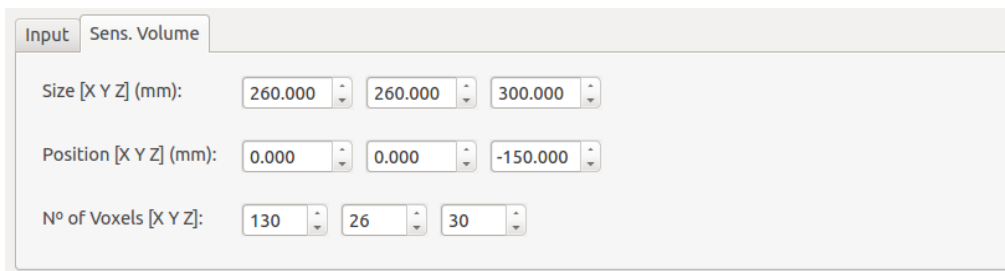 Input Sens. Volume
Size [X Y Z] (mm): 260.000 260.000 300.000
Position [X Y Z] (mm): 0.000 0.000 -150.000
Nº of Voxels [X Y Z]: 130 26 30